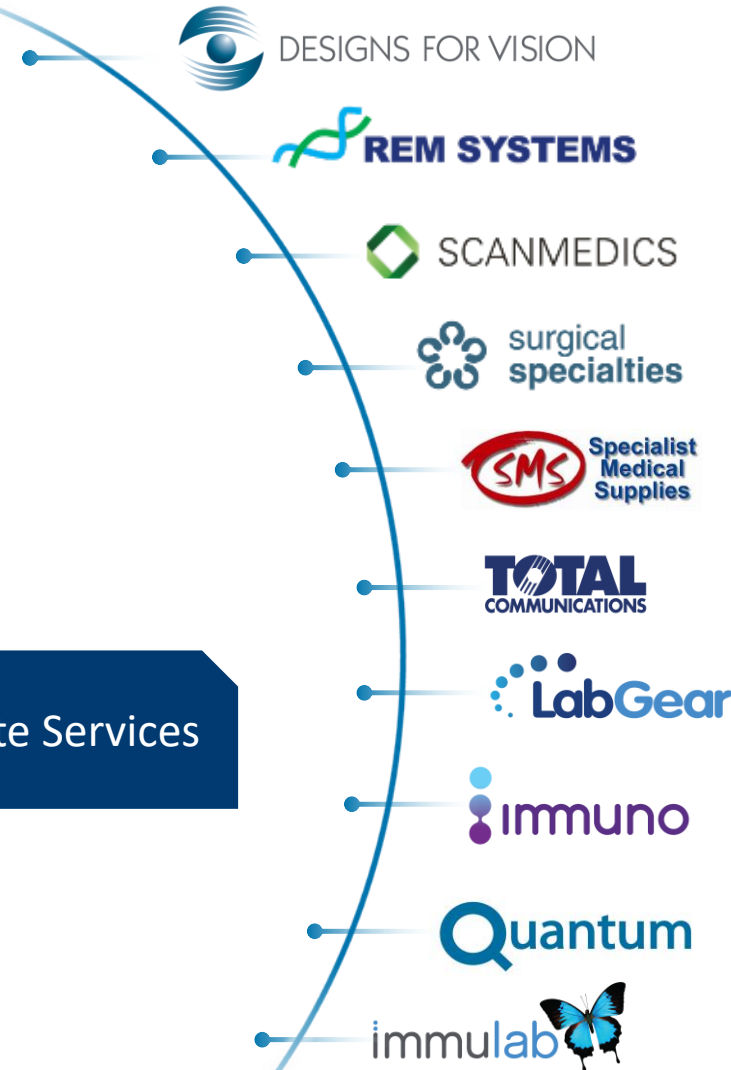 DESIGNS FOR VISION
REM SYSTEMS
SCANMEDICS
surgical
specialties
SMS
Specialist
Medical
Supplies
TOTAL
COMMUNICATIONS
LabGear
te Services
immuno
Quantum
immulab